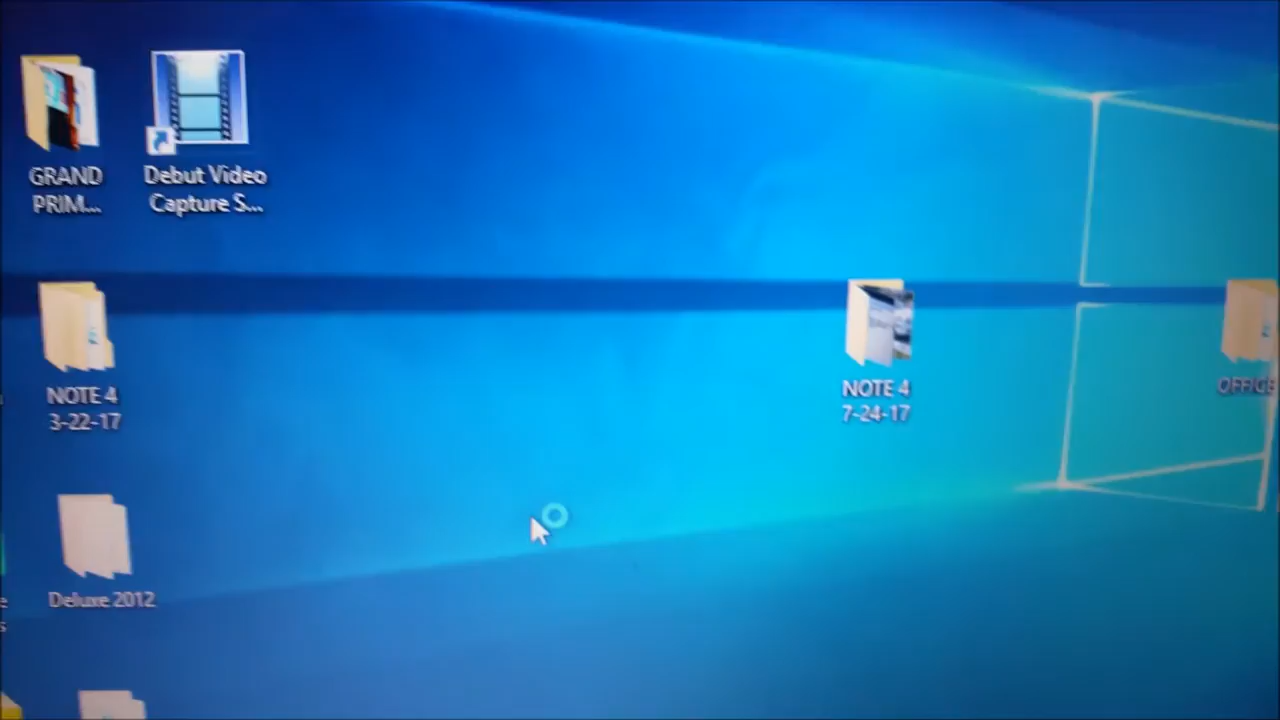 GRAND
PRIM...
Debut Video
Capture S...
NOTE 4
3-22-17
NOTE 4
7-24-17
OFFICE
Deluxe 2012